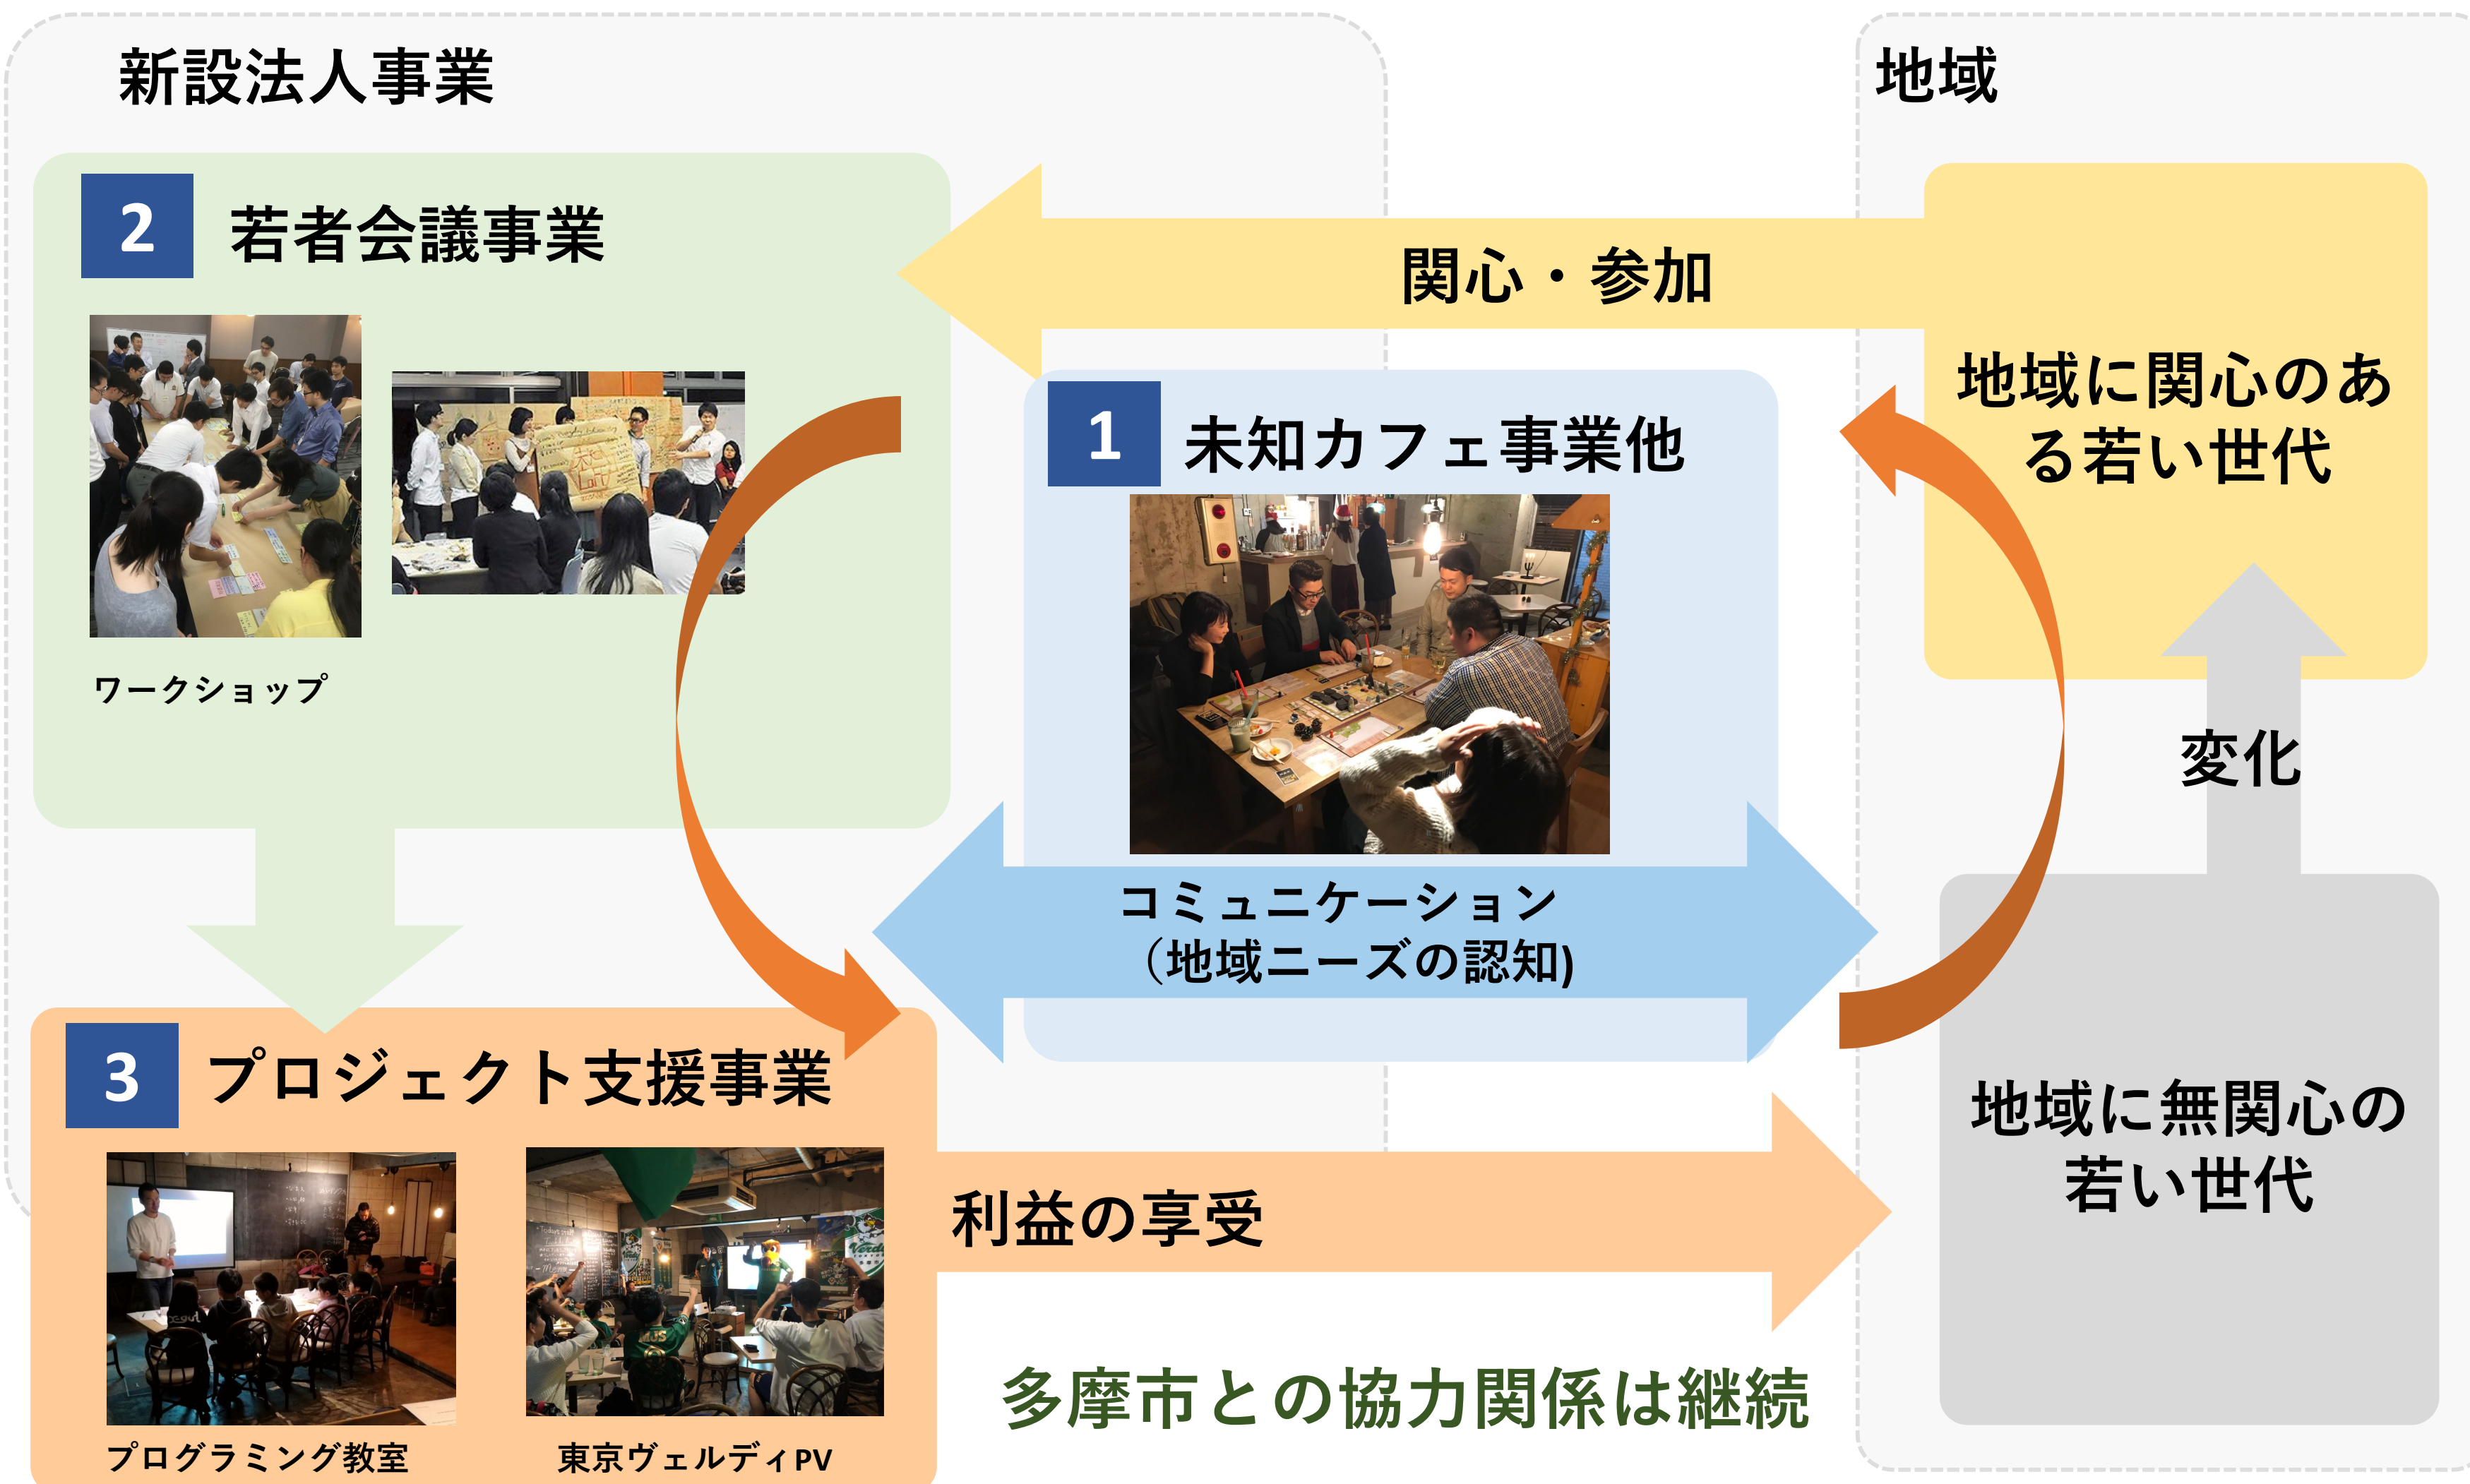 新設法人事業
地域
2
若者会議事業
関心・参加
ワークショップ
1
未知カフェ事業他
地域に関心のあ
る若い世代
変化
コミュニケーション
（地域ニーズの認知)
3
プロジェクト支援事業
地域に無関心の
若い世代
利益の享受
Verdy
プログラミング教室
東京ヴェルディPV
多摩市との協力関係は継続